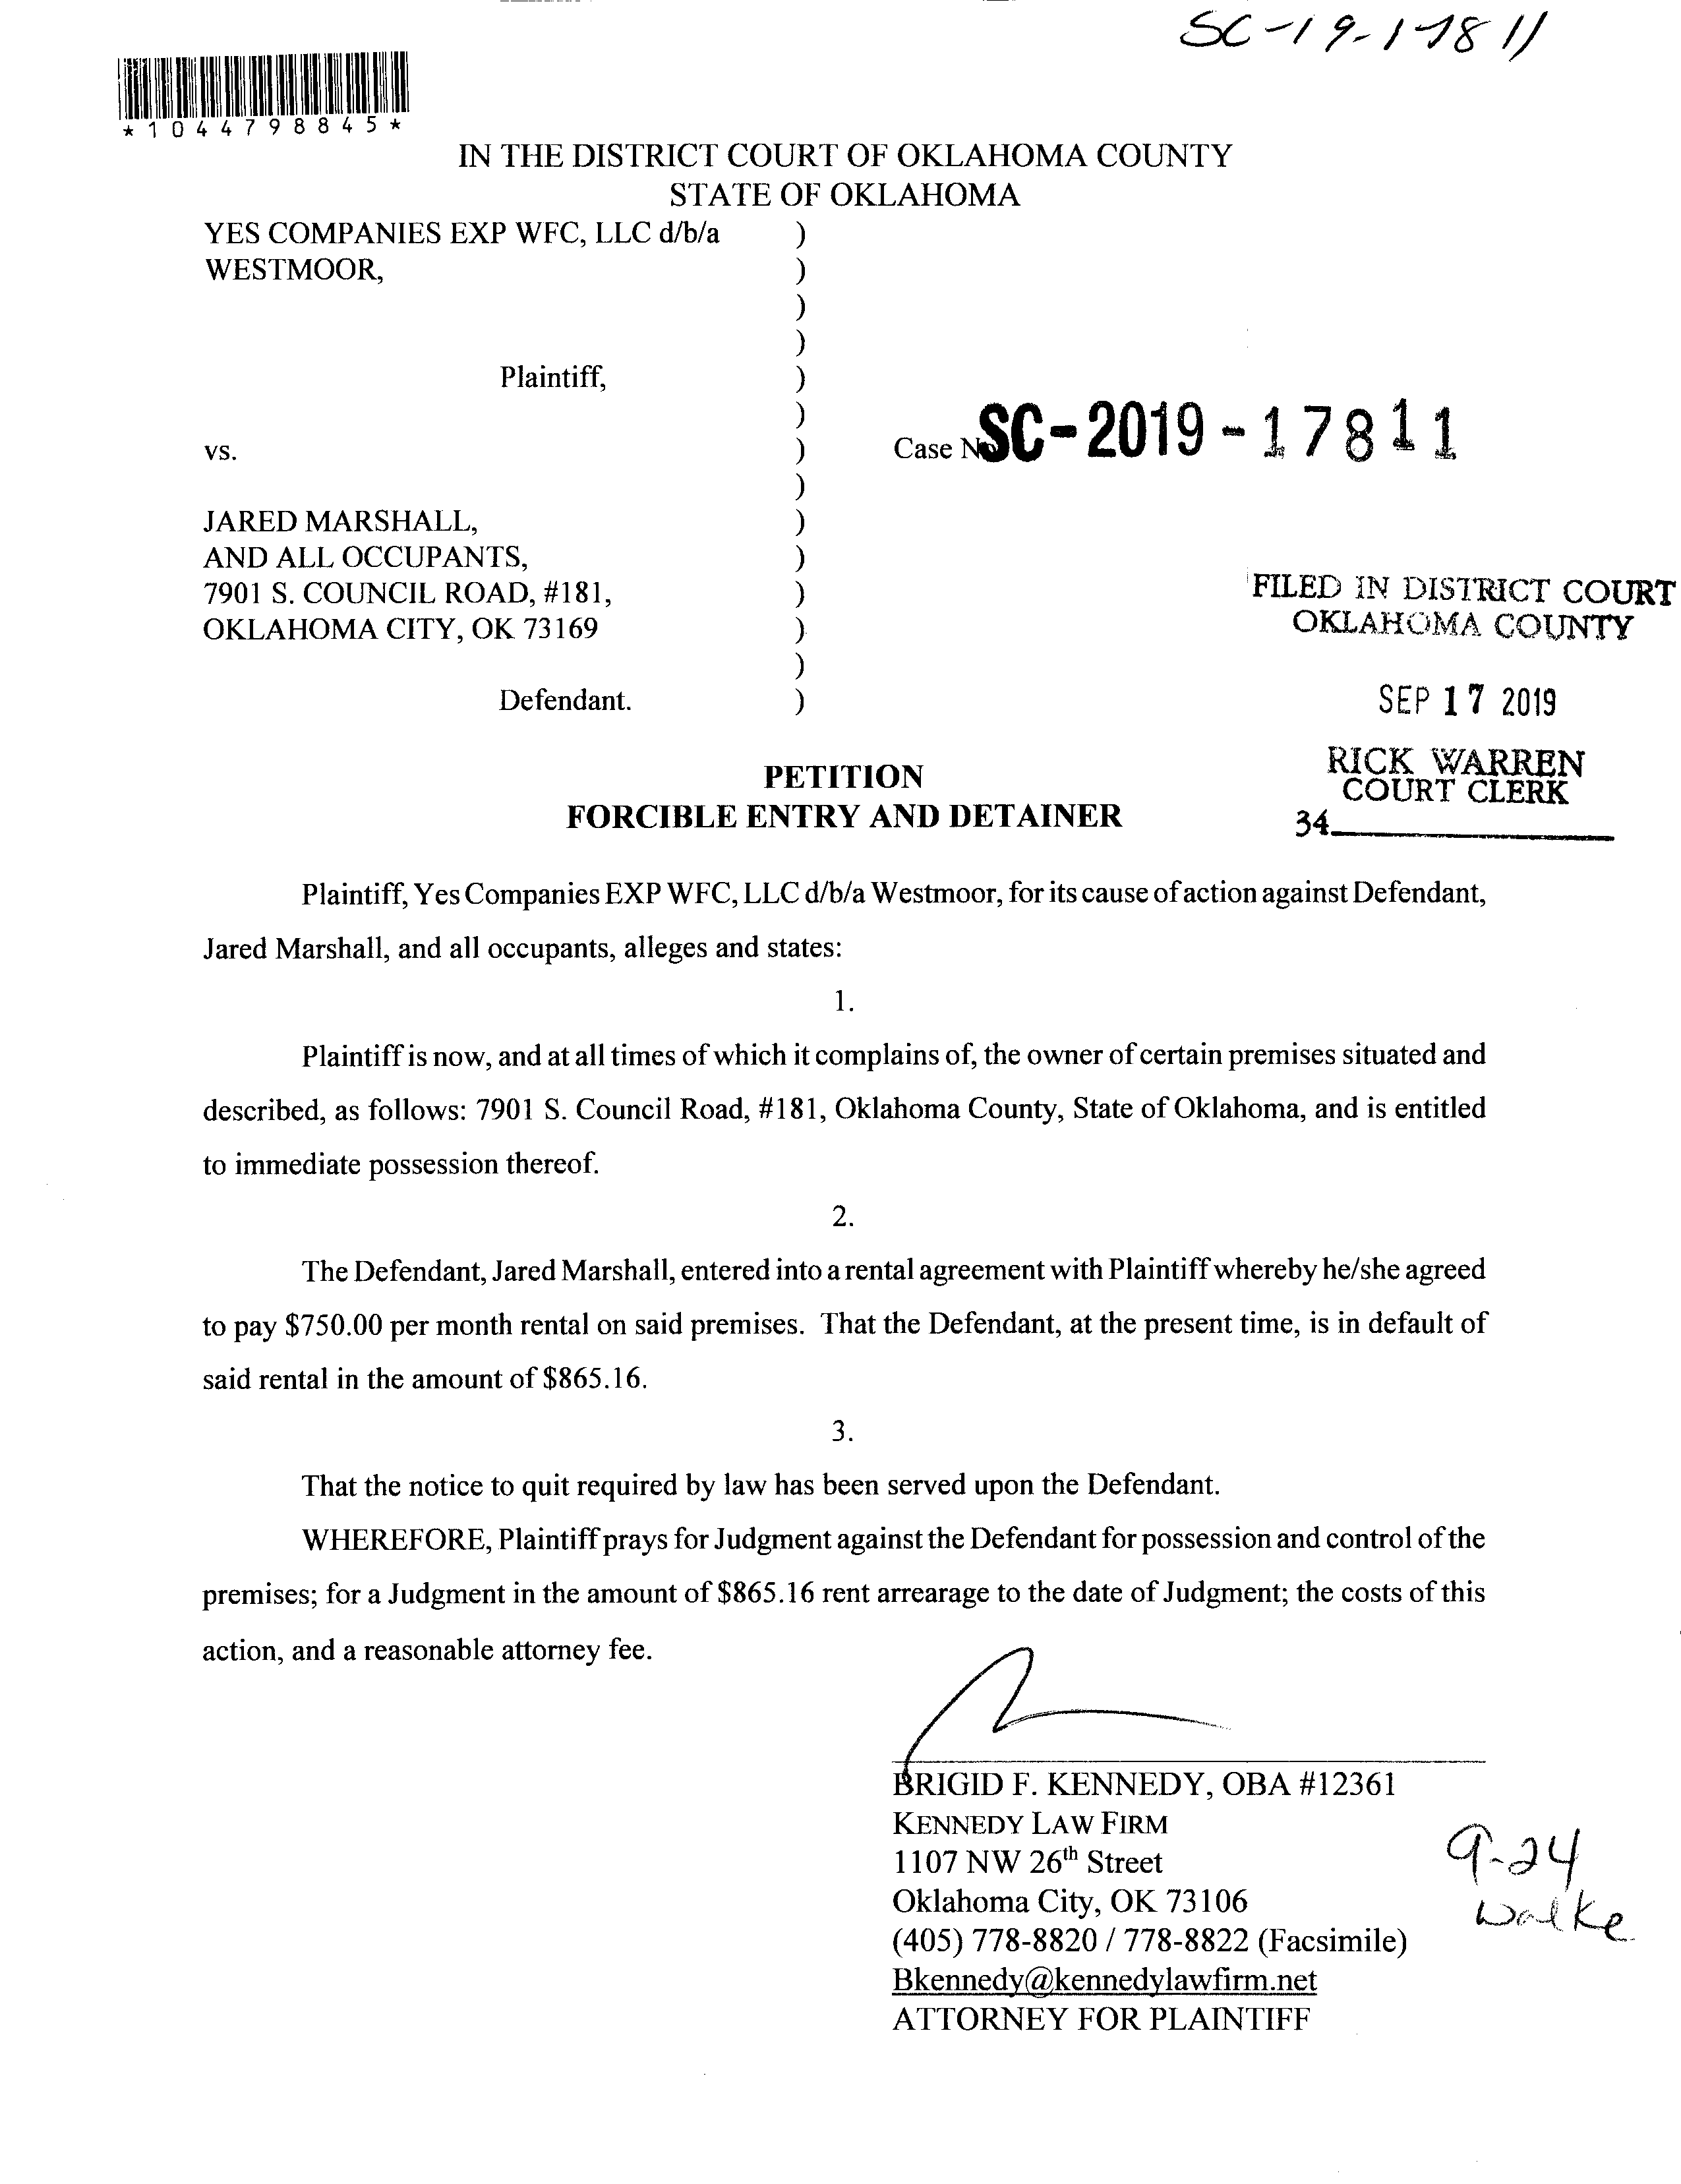 SC-19-17811
*1044798845*
IN THE DISTRICT COURT OF OKLAHOMA COUNTY
STATE OF OKLAHOMA
YES COMPANIES EXP WFC, LLC d/b/a )
WESTMOOR, )
)
)
Plaintiff, )
)
vs. ) Case No. SC-2019-17811
)
JARED MARSHALL, )
AND ALL OCCUPANTS, )
7901 S. COUNCIL ROAD, #181, )
OKLAHOMA CITY, OK 73169 )
)
Defendant. )
FILED IN DISTRICT COURT
OKLAHOMA COUNTY
SEP 17 2019
RICK WARREN
COURT CLERK
34
PETITION
FORCIBLE ENTRY AND DETAINER
Plaintiff, Yes Companies EXP WFC, LLC d/b/a Westmoor, for its cause of action against Defendant,
Jared Marshall, and all occupants, alleges and states:
1.
Plaintiff is now, and at all times of which it complains of, the owner of certain premises situated and
described, as follows: 7901 S. Council Road, #181, Oklahoma County, State of Oklahoma, and is entitled
to immediate possession thereof.
2.
The Defendant, Jared Marshall, entered into a rental agreement with Plaintiff whereby he/she agreed
to pay $750.00 per month rental on said premises. That the Defendant, at the present time, is in default of
said rental in the amount of $865.16.
3.
That the notice to quit required by law has been served upon the Defendant.
WHEREFORE, Plaintiff prays for Judgment against the Defendant for possession and control of the
premises; for a Judgment in the amount of $865.16 rent arrearage to the date of Judgment; the costs of this
action, and a reasonable attorney fee.
BRIGID F. KENNEDY, OBA #12361
KENNEDY LAW FIRM
1107 NW 26th Street
Oklahoma City, OK 73106
(405) 778-8820 / 778-8822 (Facsimile)
Bkennedy@kennedylawfirm.net
ATTORNEY FOR PLAINTIFF
9-24
Walke